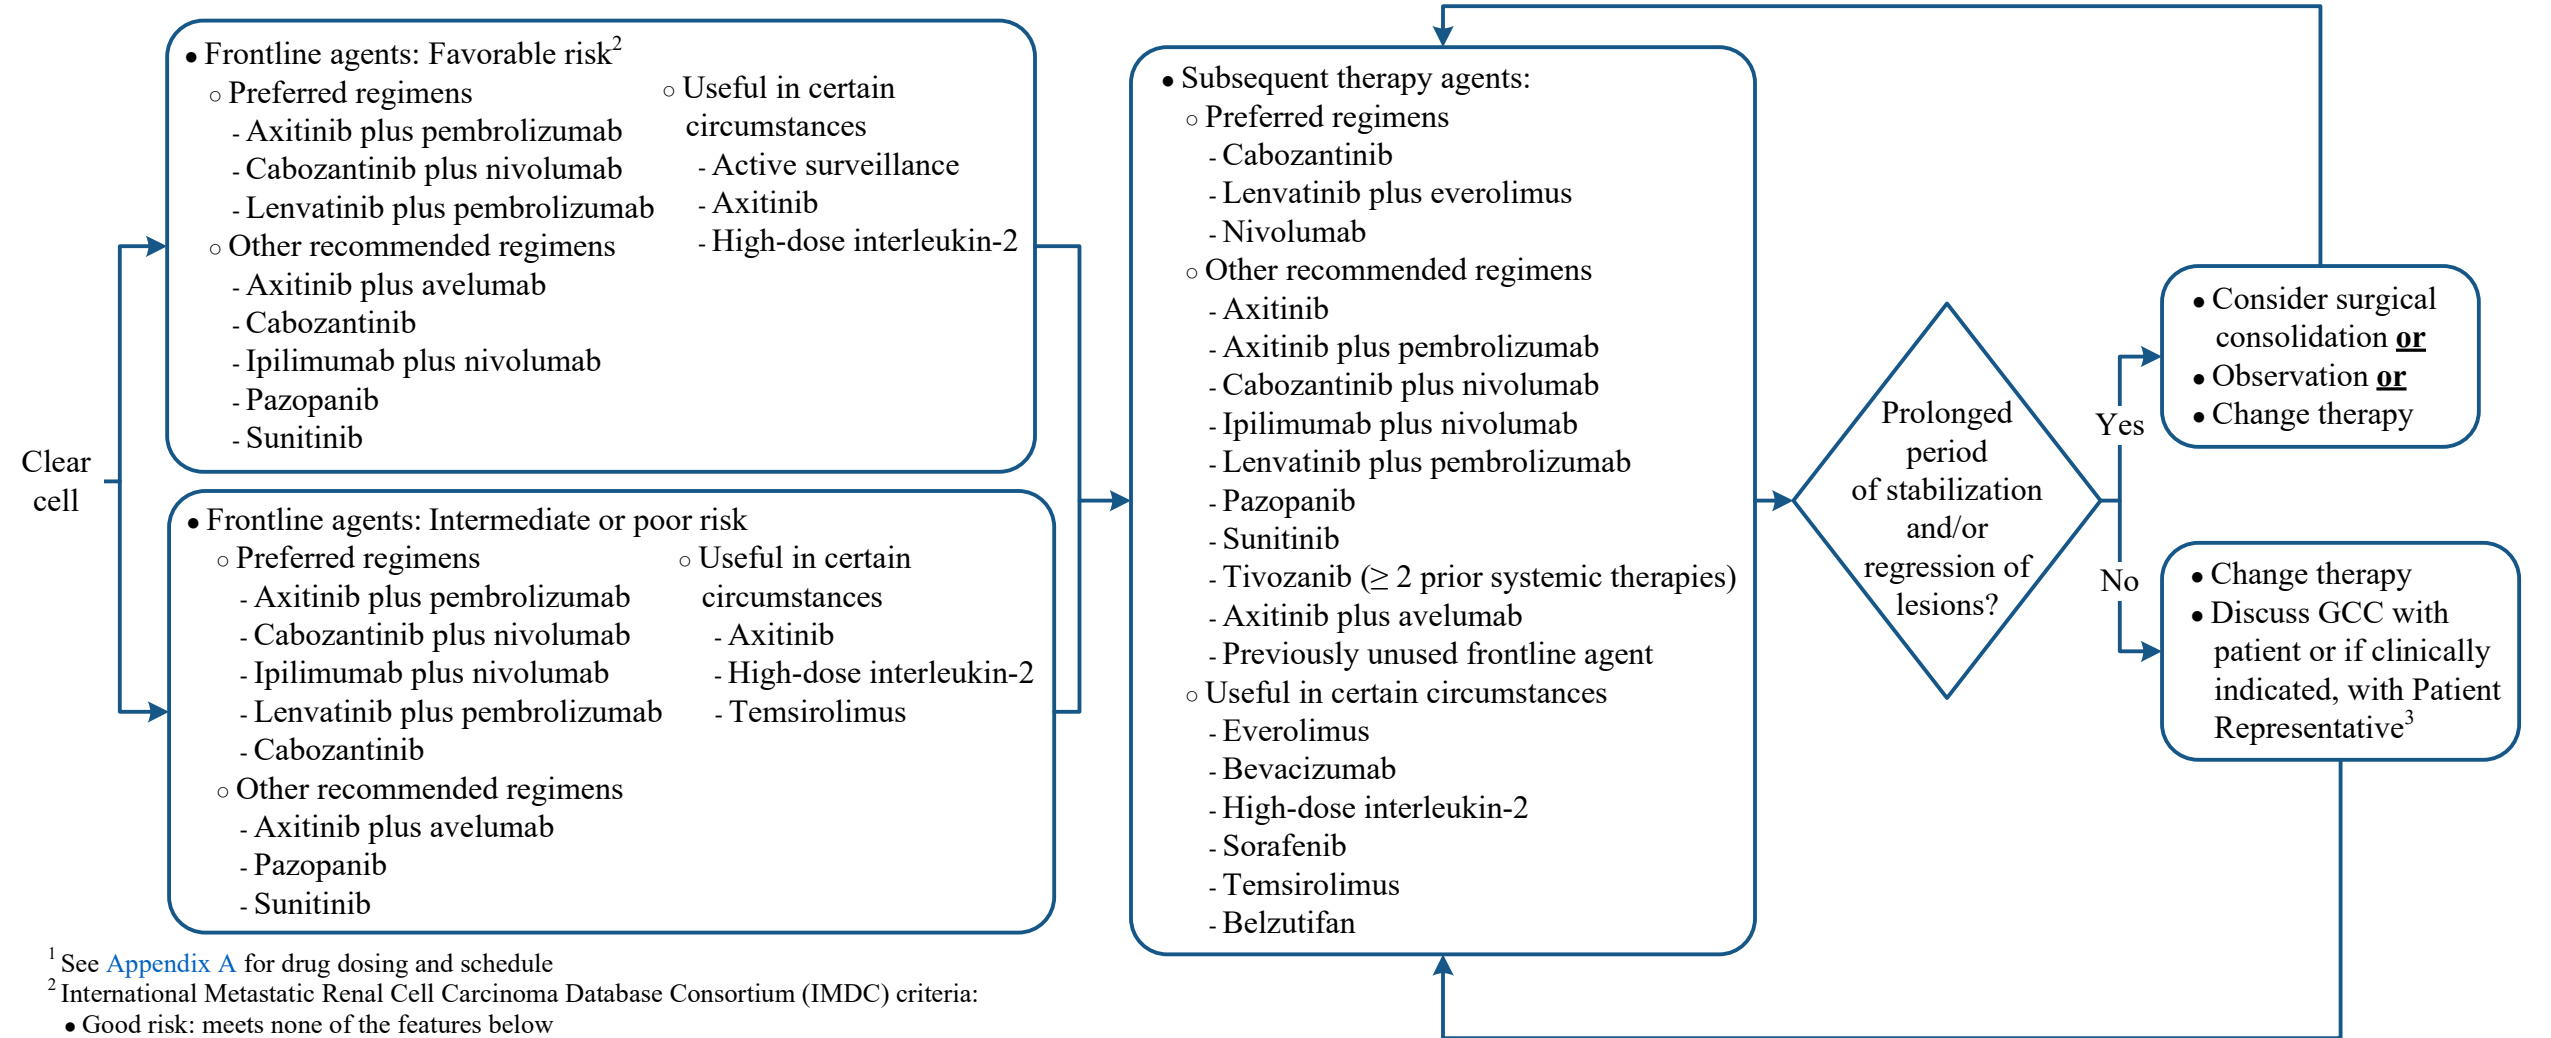 Clear
cell
● Frontline agents: Favorable risk2
○ Preferred regimens
- Axitinib plus pembrolizumab
- Cabozantinib plus nivolumab
- Lenvatinib plus pembrolizumab
○ Other recommended regimens
- Axitinib plus avelumab
- Cabozantinib
- Ipilimumab plus nivolumab
- Pazopanib
- Sunitinib
○ Useful in certain
circumstances
- Active surveillance
- Axitinib
- High-dose interleukin-2
● Frontline agents: Intermediate or poor risk
○ Preferred regimens
- Axitinib plus pembrolizumab
- Cabozantinib plus nivolumab
- Ipilimumab plus nivolumab
- Lenvatinib plus pembrolizumab
- Cabozantinib
○ Other recommended regimens
- Axitinib plus avelumab
- Pazopanib
- Sunitinib
○ Useful in certain
circumstances
- Axitinib
- High-dose interleukin-2
- Temsirolimus
● Subsequent therapy agents:
○ Preferred regimens
- Cabozantinib
- Lenvatinib plus everolimus
- Nivolumab
○ Other recommended regimens
- Axitinib
- Axitinib plus pembrolizumab
- Cabozantinib plus nivolumab
- Ipilimumab plus nivolumab
- Lenvatinib plus pembrolizumab
- Pazopanib
- Sunitinib
- Tivozanib (≥ 2 prior systemic therapies)
- Axitinib plus avelumab
- Previously unused frontline agent
○ Useful in certain circumstances
- Everolimus
- Bevacizumab
- High-dose interleukin-2
- Sorafenib
- Temsirolimus
- Belzutifan
Prolonged
period
of stabilization
and/or
regression of
lesions?
Yes
● Consider surgical
consolidation or
● Observation or
● Change therapy
No
● Change therapy
● Discuss GCC with
patient or if clinically
indicated, with Patient
Representative3
1 See Appendix A for drug dosing and schedule
2 International Metastatic Renal Cell Carcinoma Database Consortium (IMDC) criteria:
● Good risk: meets none of the features below